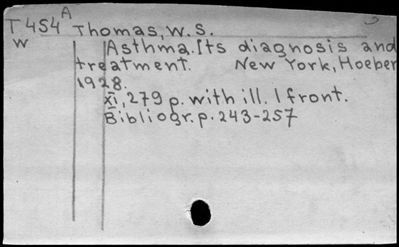 T454A Thomas, W. S.
w
Asthma. Its diagnosis and
treatment. New York, Hoeber
1928.
XI, 279 p. with ill. 1 front.
Bibliogr. p. 243-257